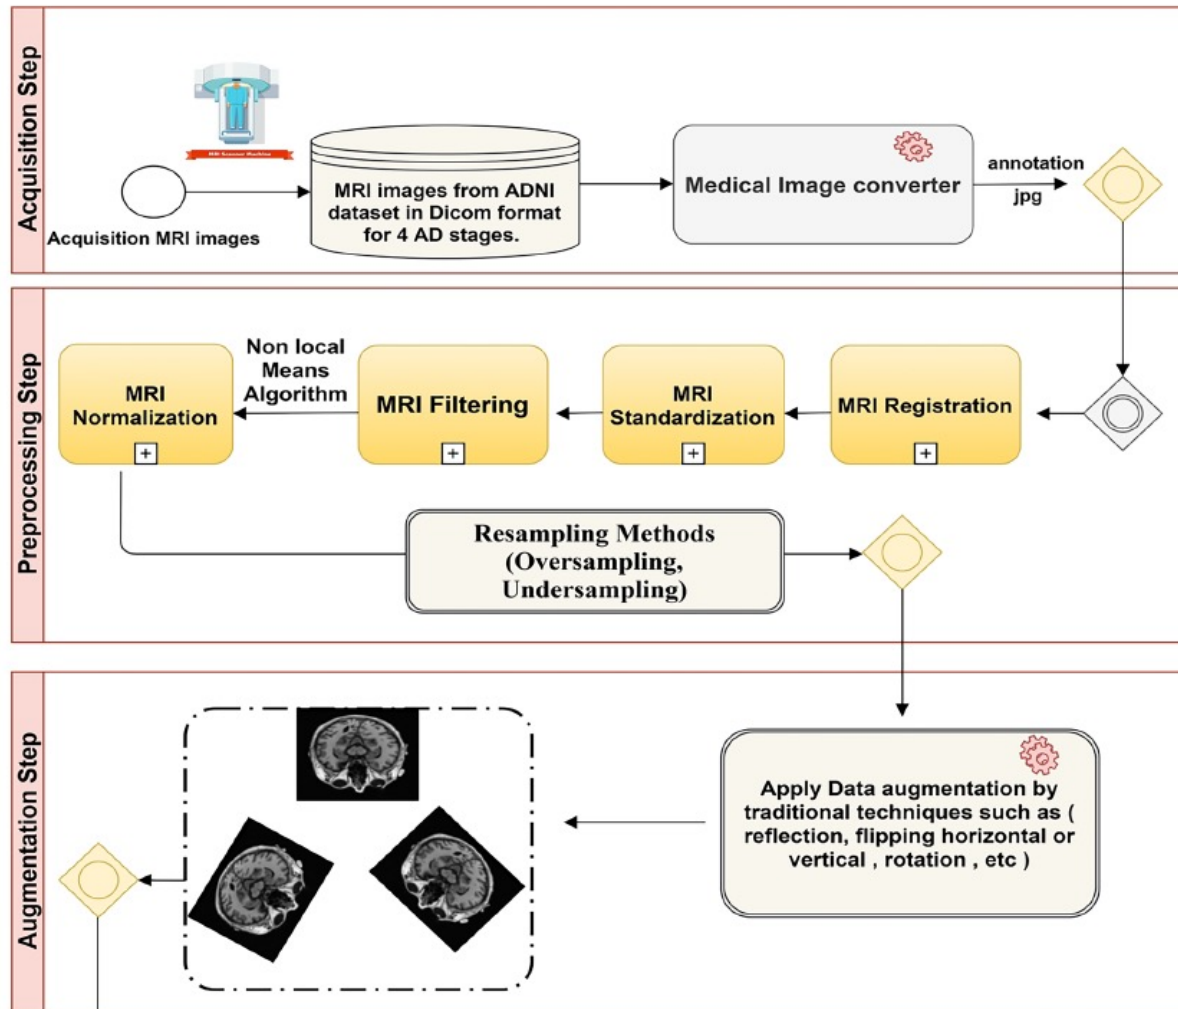 Acquisition Step
MRI Scanner Machine
Acquisition MRI images
MRI images from ADNI
dataset in Dicom format
for 4 AD stages.
Medical Image converter
annotation
jpg
Preprocessing Step
MRI
Normalization
+
Non local
Means
Algorithm
MRI Filtering
+
MRI
Standardization
+
MRI Registration
+
Resampling Methods
(Oversampling,
Undersampling)
Augmentation Step
Apply Data augmentation by
traditional techniques such as (
reflection, flipping horizontal or
vertical , rotation , etc )